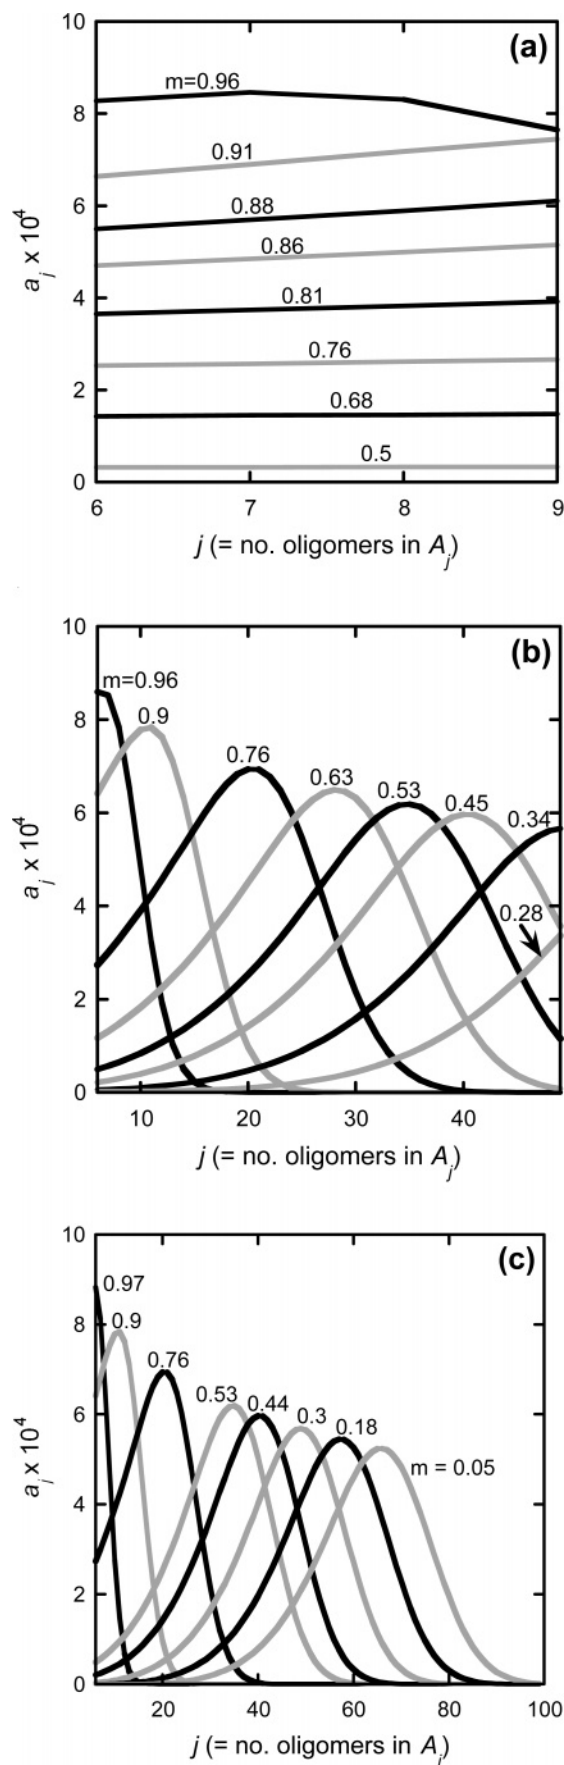 (a)
10
8
6
4
2
0
a_j x 10^4
m=0.96
0.91
0.88
0.86
0.81
0.76
0.68
0.5
6 7 8 9
j (= no. oligomers in A_j)
(b)
10
8
6
4
2
0
a_j x 10^4
m=0.96
0.9
0.76
0.63
0.53
0.45
0.34
0.28
10 20 30 40
j (= no. oligomers in A_j)
(c)
10
8
6
4
2
0
a_j x 10^4
0.97
0.9
0.76
0.53
0.44
0.3
0.18
m = 0.05
20 40 60 80 100
j (= no. oligomers in A_j)